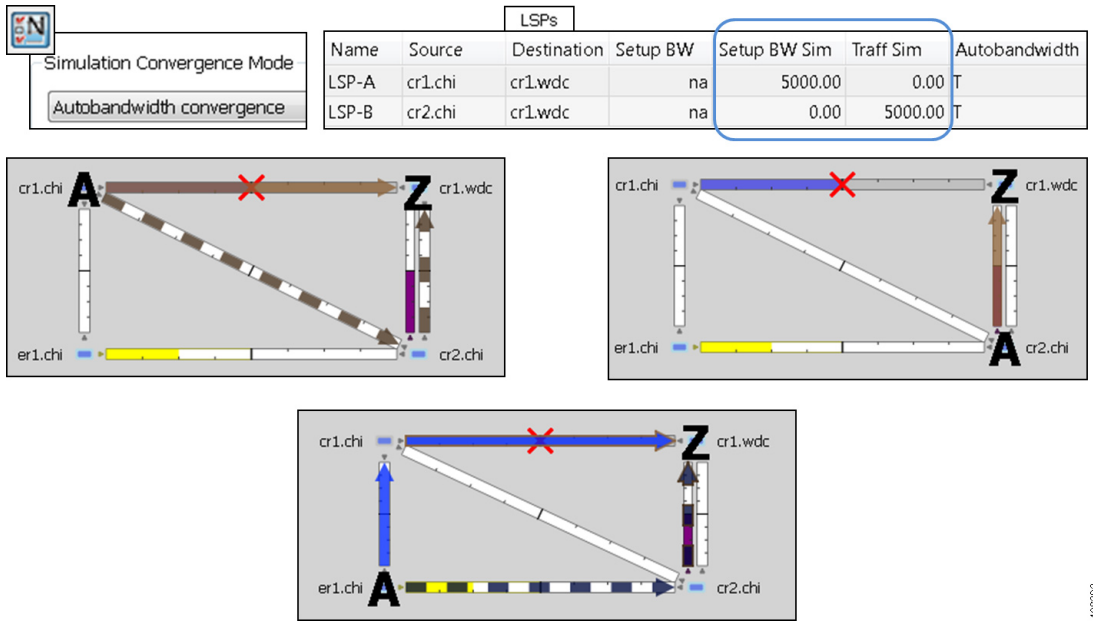 N
Simulation Convergence Mode
Autobandwidth convergence
LSPs
Name Source Destination Setup BW Setup BW Sim Traff Sim Autobandwidth
LSP-A cr1.chi cr1.wdc na 5000.00 0.00 T
LSP-B cr2.chi cr1.wdc na 0.00 5000.00 T
cr1.chi A Z cr1.wdc
er1.chi cr2.chi
cr1.chi Z cr1.wdc
er1.chi A cr2.chi
cr1.chi Z cr1.wdc
er1.chi A cr2.chi